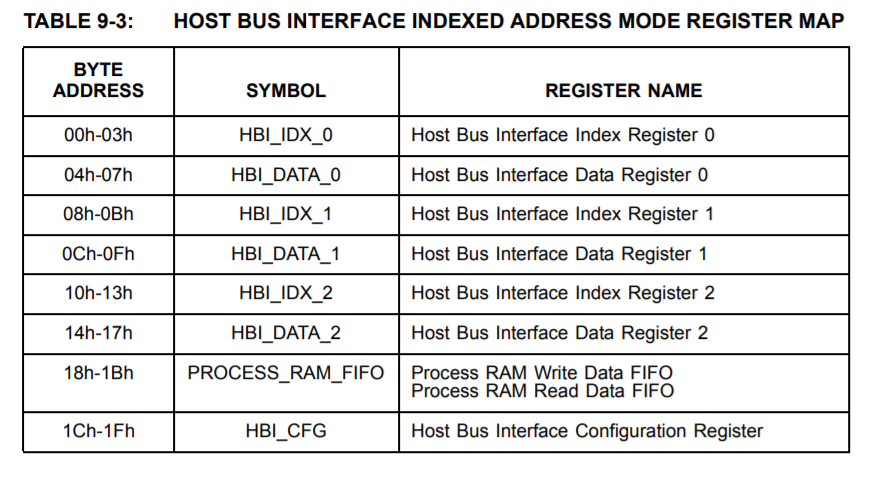 TABLE 9-3: HOST BUS INTERFACE INDEXED ADDRESS MODE REGISTER MAP
BYTE
ADDRESS SYMBOL REGISTER NAME
00h-03h HBI_IDX_0 Host Bus Interface Index Register 0
04h-07h HBI_DATA_0 Host Bus Interface Data Register 0
08h-0Bh HBI_IDX_1 Host Bus Interface Index Register 1
0Ch-0Fh HBI_DATA_1 Host Bus Interface Data Register 1
10h-13h HBI_IDX_2 Host Bus Interface Index Register 2
14h-17h HBI_DATA_2 Host Bus Interface Data Register 2
18h-1Bh PROCESS_RAM_FIFO Process RAM Write Data FIFO
Process RAM Read Data FIFO
1Ch-1Fh HBI_CFG Host Bus Interface Configuration Register